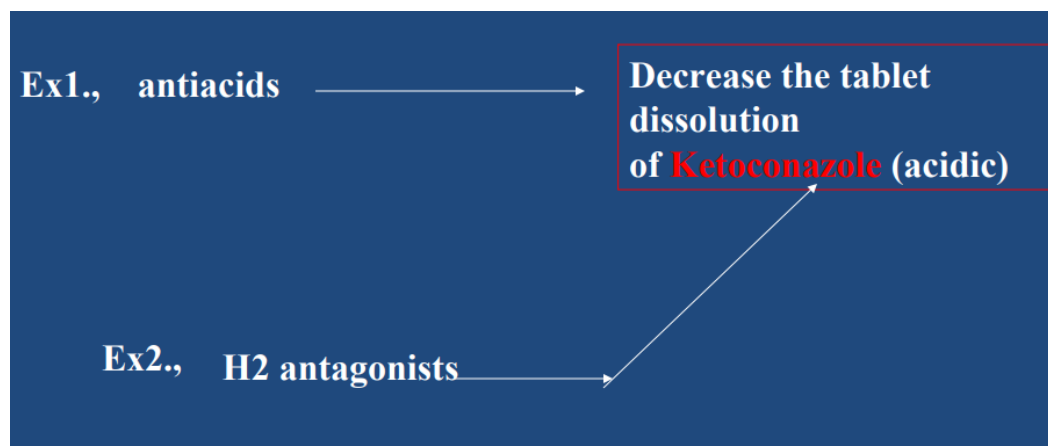 Ex1., antiacids
Decrease the tablet
dissolution
of Ketoconazole (acidic)
Ex2., H2 antagonists